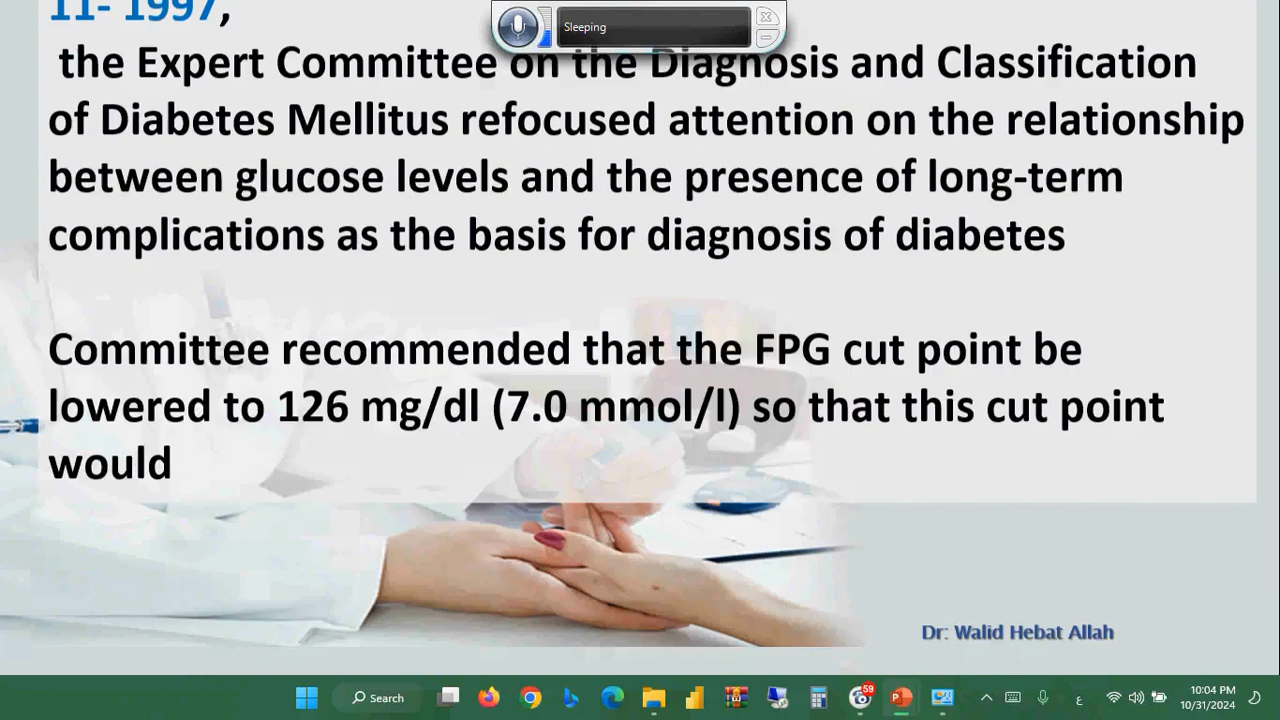 11- 1997,
Sleeping
the Expert Committee on the Diagnosis and Classification
of Diabetes Mellitus refocused attention on the relationship
between glucose levels and the presence of long-term
complications as the basis for diagnosis of diabetes
Committee recommended that the FPG cut point be
lowered to 126 mg/dl (7.0 mmol/l) so that this cut point
would
Dr: Walid Hebat Allah
Search
59
ع
10:04 PM
10/31/2024